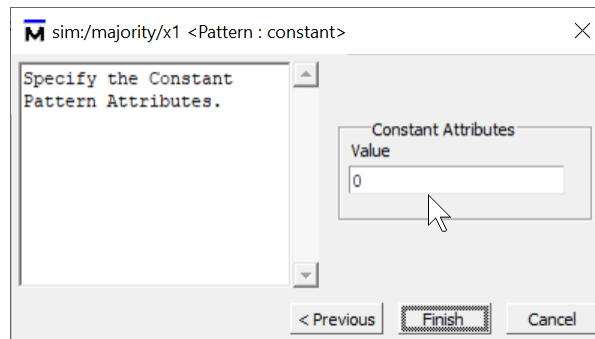 sim:/majority/x1 <Pattern : constant>
Specify the Constant
Pattern Attributes.
Constant Attributes
Value
0
< Previous
Finish
Cancel